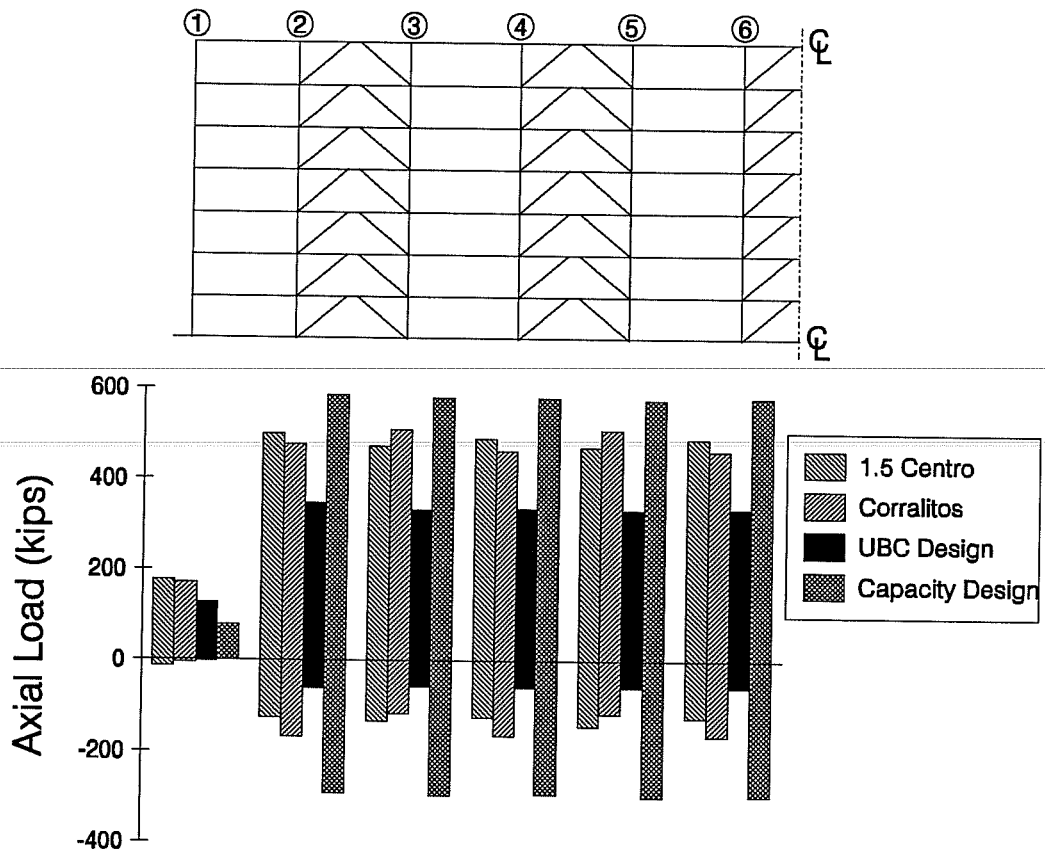 ① ② ③ ④ ⑤ ⑥
℄
℄
Axial Load (kips)
600
400
200
0
-200
-400
1.5 Centro
Corralitos
UBC Design
Capacity Design